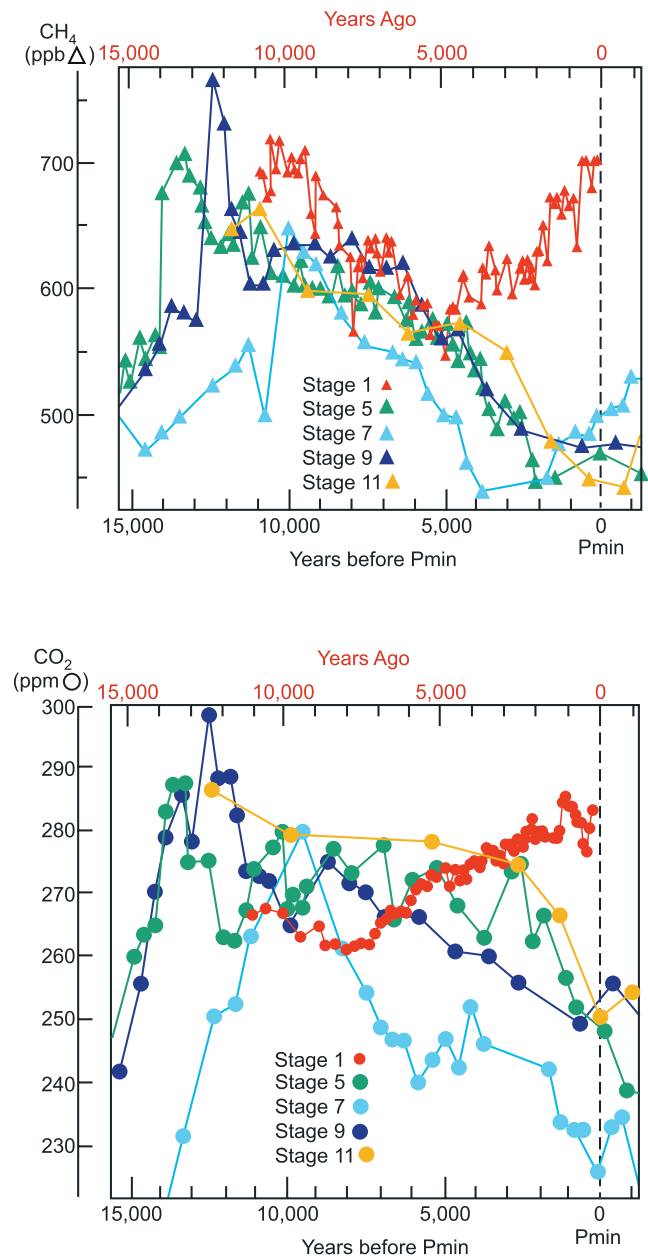 Years Ago
CH4
(ppb △) 15,000 10,000 5,000 0
700
600
500
Stage 1
Stage 5
Stage 7
Stage 9
Stage 11
15,000 10,000 5,000 0
Pmin
Years before Pmin
Years Ago
CO2
(ppm O) 15,000 10,000 5,000 0
300
290
280
270
260
250
240
230
Stage 1
Stage 5
Stage 7
Stage 9
Stage 11
15,000 10,000 5,000 0
Pmin
Years before Pmin